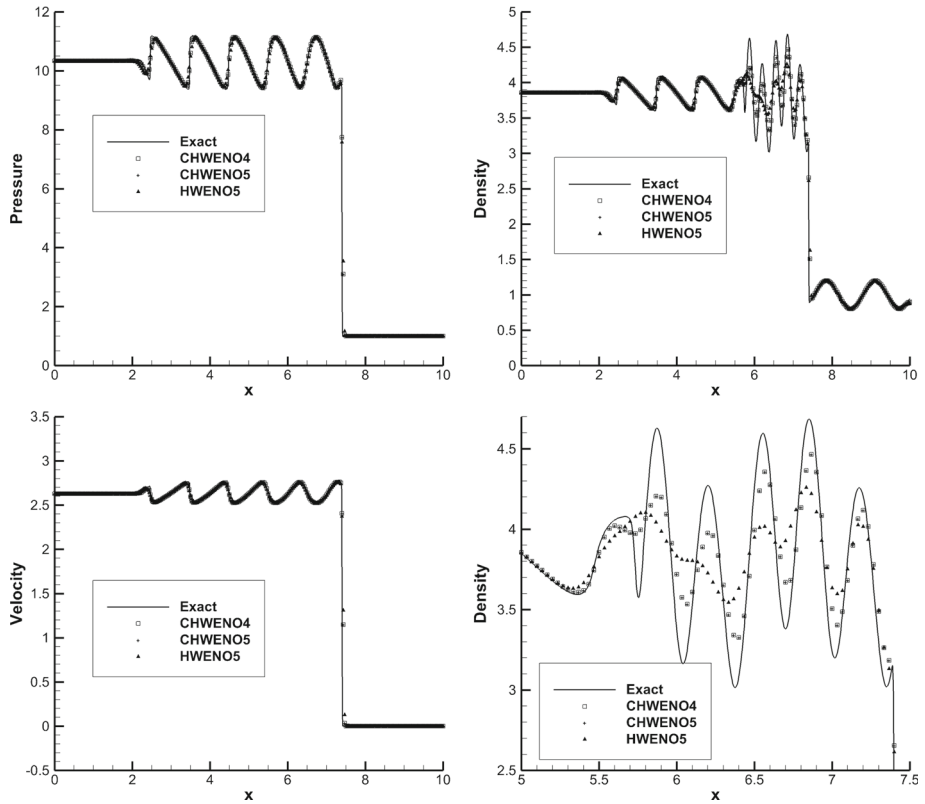 12
10
8
6
4
2
0
Pressure
Exact
CHWENO4
CHWENO5
HWENO5
0 2 4 6 8 10
x
5
4.5
4
3.5
3
2.5
2
1.5
1
0.5
0
Density
Exact
CHWENO4
CHWENO5
HWENO5
0 2 4 6 8 10
x
3.5
3
2.5
2
1.5
1
0.5
0
-0.5
Velocity
Exact
CHWENO4
CHWENO5
HWENO5
0 2 4 6 8 10
x
4.5
4
3.5
3
2.5
Density
Exact
CHWENO4
CHWENO5
HWENO5
5 5.5 6 6.5 7 7.5
x